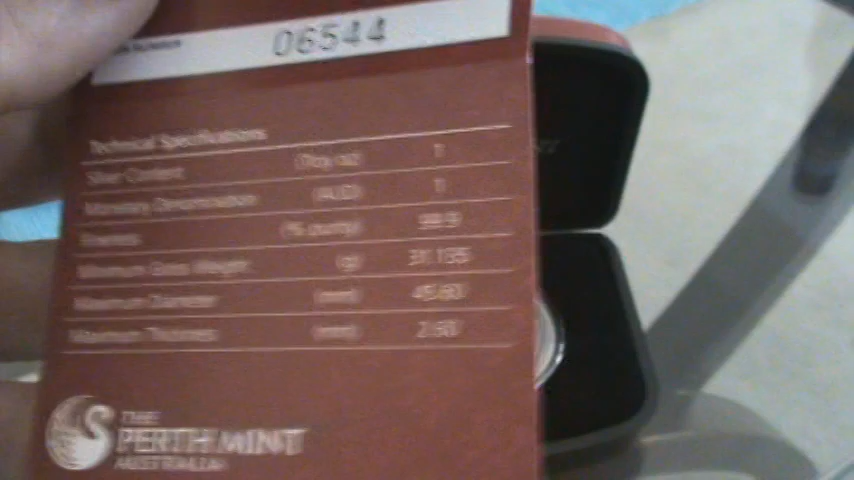 NUMBER 06544
Technical Specifications
Silver Content (Troy oz) 1
Monetary Denomination (AUD) 1
Fineness (% purity) 99.9
Minimum Gross Weight (g) 31.135
Maximum Diameter (mm) 45.60
Maximum Thickness (mm) 2.60
THE
PERTH MINT
AUSTRALIA